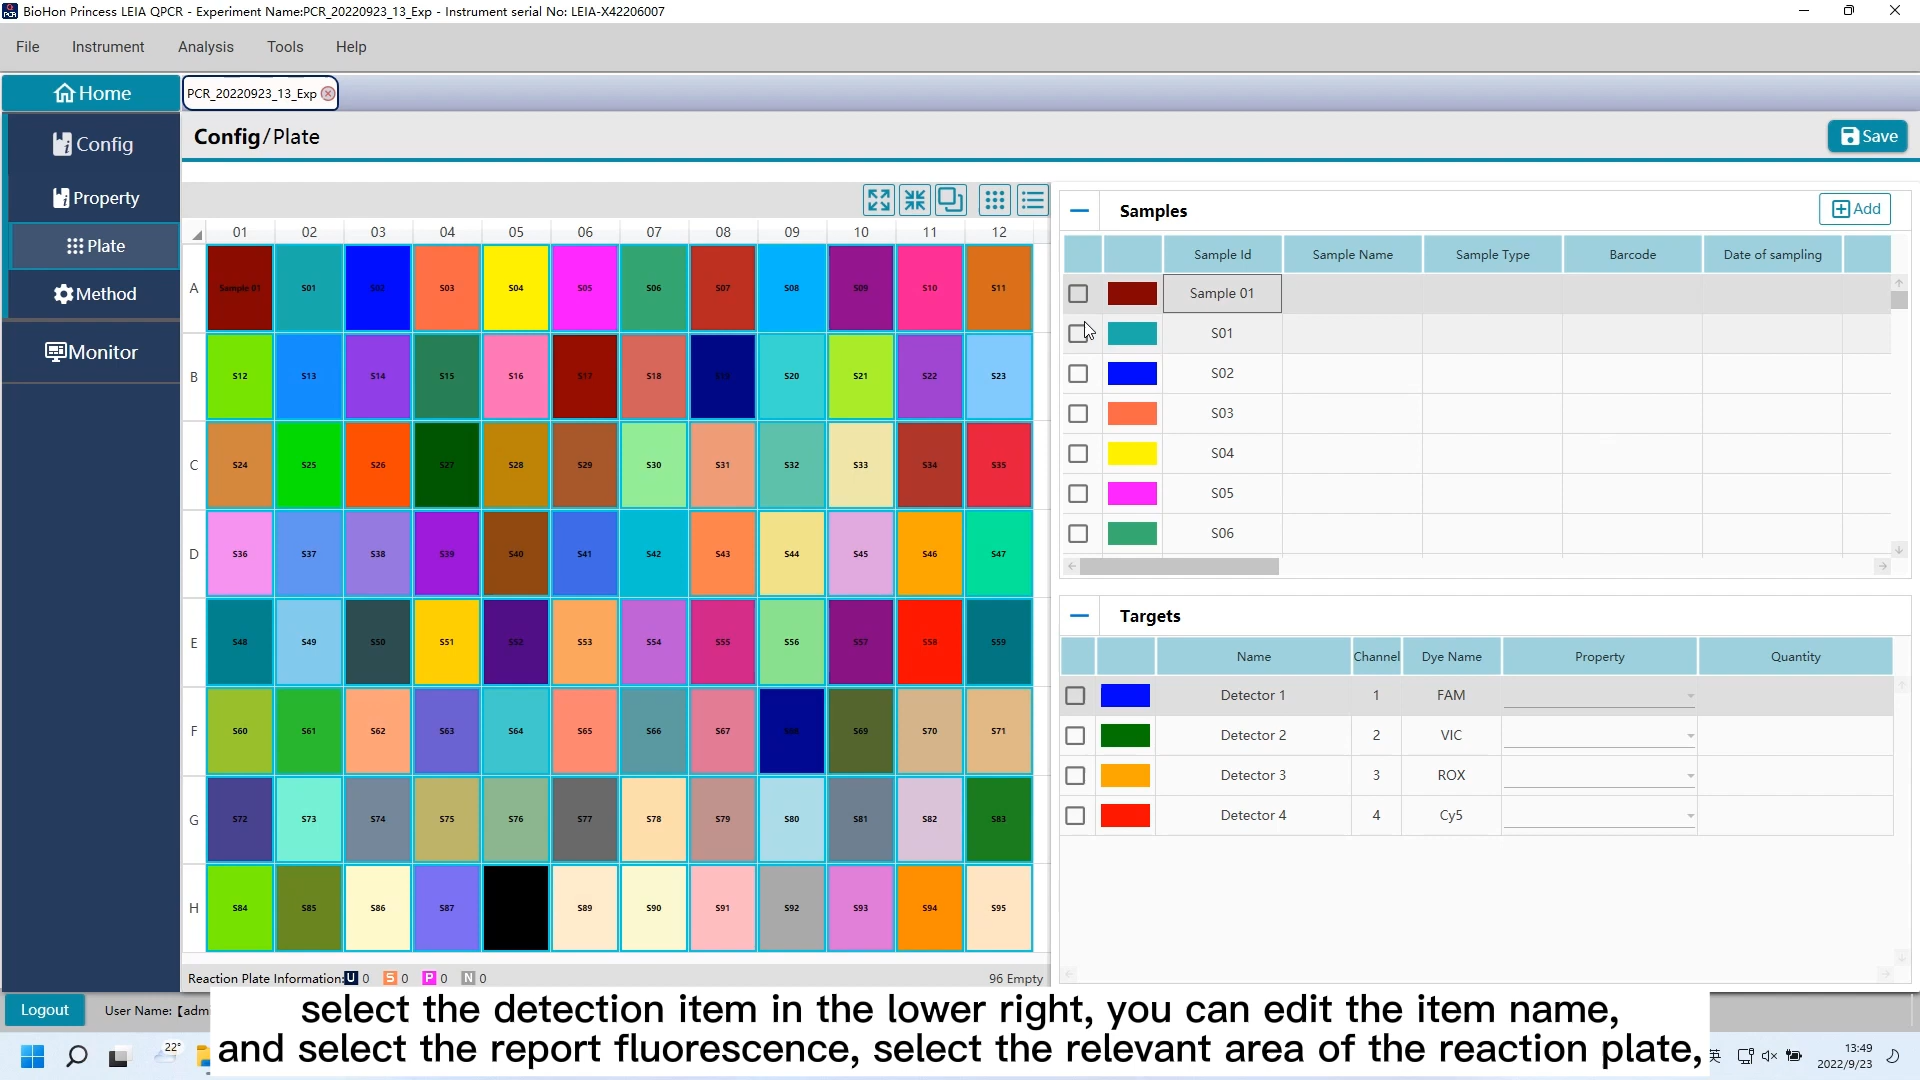 BioHon Princess LEIA QPCR - Experiment Name:PCR_20220923_13_Exp - Instrument serial No: LEIA-X42206007
File Instrument Analysis Tools Help
Home
PCR_20220923_13_Exp
Config
Config/Plate
Save
Property
Plate
Method
Monitor
01 02 03 04 05 06 07 08 09 10 11 12
A Sample 01 S01 S02 S03 S04 S05 S06 S07 S08 S09 S10 S11
B S12 S13 S14 S15 S16 S17 S18 S19 S20 S21 S22 S23
C S24 S25 S26 S27 S28 S29 S30 S31 S32 S33 S34 S35
D S36 S37 S38 S39 S40 S41 S42 S43 S44 S45 S46 S47
E S48 S49 S50 S51 S52 S53 S54 S55 S56 S57 S58 S59
F S60 S61 S62 S63 S64 S65 S66 S67 S69 S70 S71
G S72 S73 S74 S75 S76 S77 S78 S79 S80 S81 S82 S83
H S84 S85 S86 S87 S89 S90 S91 S92 S93 S94 S95
Reaction Plate Information: U 0 S 0 P 0 N 0 96 Empty
Samples
Add
Sample Id Sample Name Sample Type Barcode Date of sampling
Sample 01
S01
S02
S03
S04
S05
S06
Targets
Name Channel Dye Name Property Quantity
Detector 1 1 FAM
Detector 2 2 VIC
Detector 3 3 ROX
Detector 4 4 Cy5
Logout User Name: [adm
select the detection item in the lower right, you can edit the item name,
and select the report fluorescence, select the relevant area of the reaction plate,
22°
英
13:49
2022/9/23